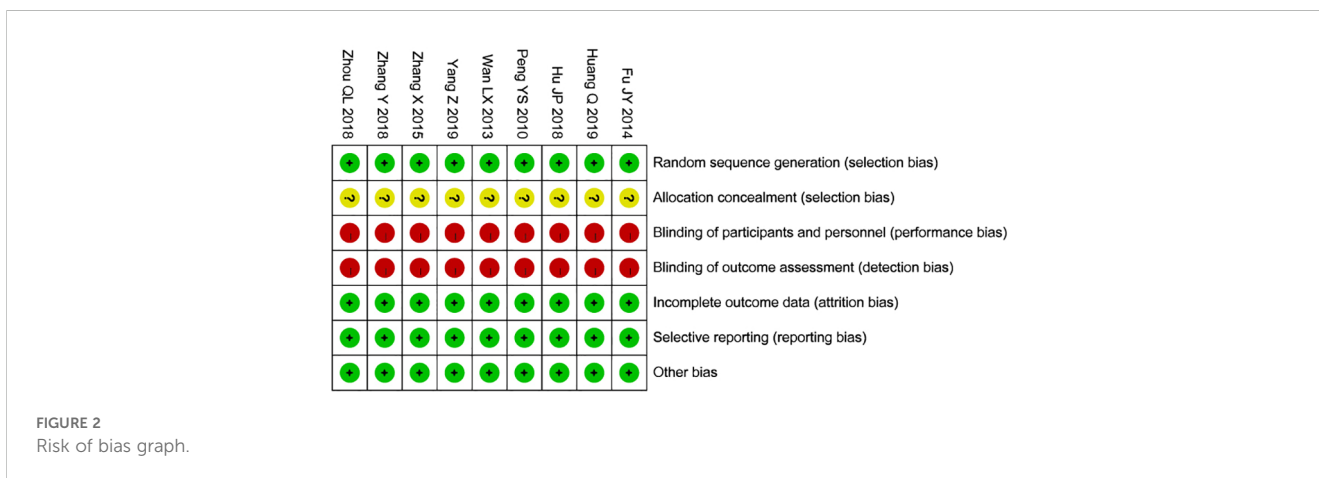 Zhou QL 2018
Zhang Y 2018
Zhang X 2015
Yang Z 2019
Wan LX 2013
Peng YS 2010
Hu JP 2018
Huang Q 2019
Fu JY 2014
+ + + + + + + + + Random sequence generation (selection bias)
? ? ? ? ? ? ? ? ? Allocation concealment (selection bias)
- - - - - - - - - Blinding of participants and personnel (performance bias)
- - - - - - - - - Blinding of outcome assessment (detection bias)
+ + + + + + + + + Incomplete outcome data (attrition bias)
+ + + + + + + + + Selective reporting (reporting bias)
+ + + + + + + + + Other bias
FIGURE 2
Risk of bias graph.